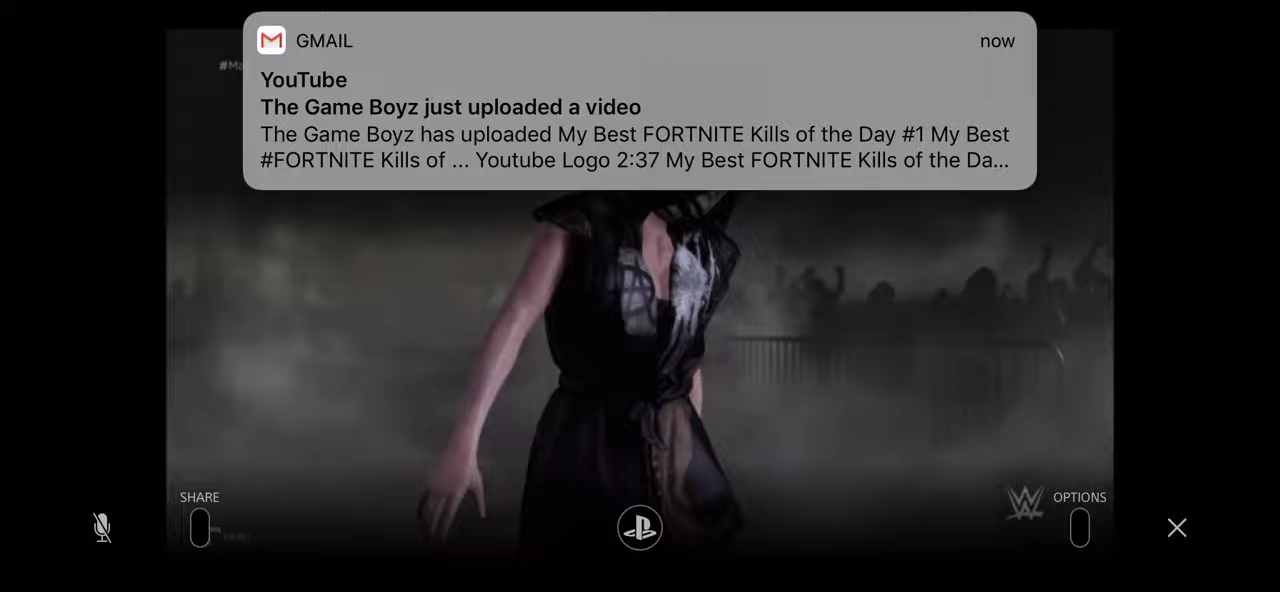 GMAIL
now
YouTube
The Game Boyz just uploaded a video
The Game Boyz has uploaded My Best FORTNITE Kills of the Day #1 My Best
#FORTNITE Kills of ... Youtube Logo 2:37 My Best FORTNITE Kills of the Da...
SHARE
OPTIONS